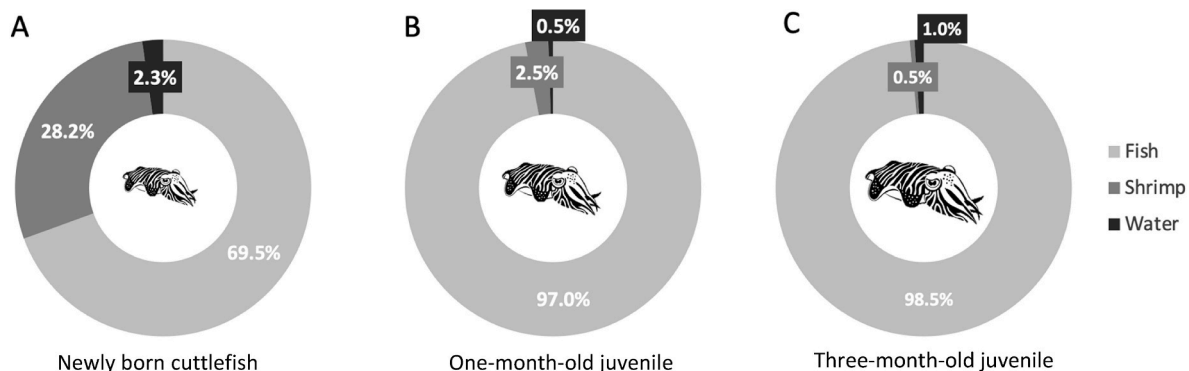 A
2.3%
28.2%
69.5%
Newly born cuttlefish
B
0.5%
2.5%
97.0%
One-month-old juvenile
C
1.0%
0.5%
98.5%
Three-month-old juvenile
Fish
Shrimp
Water